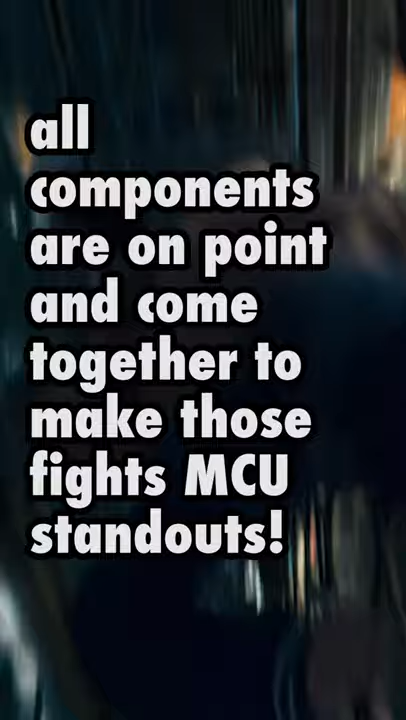 all
components
are on point
and come
together to
make those
fights MCU
standouts!